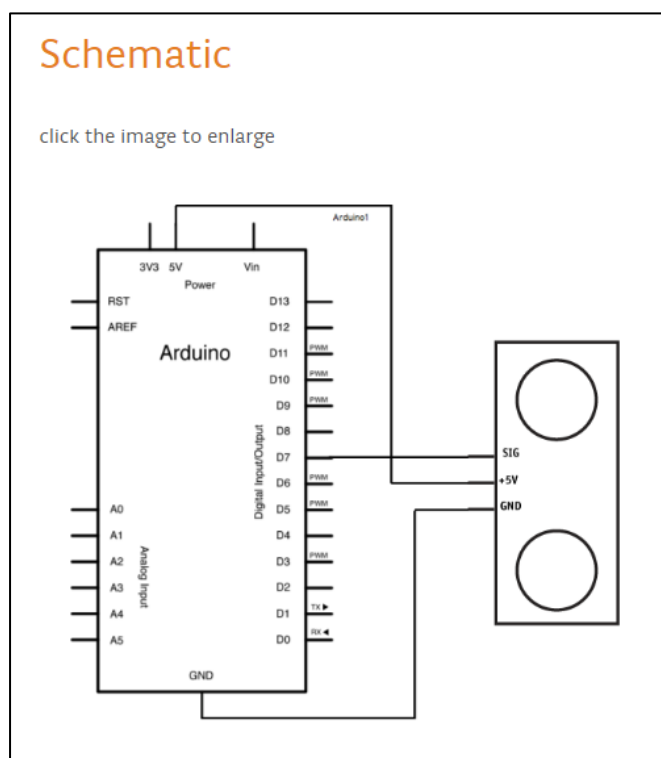 Schematic
click the image to enlarge
Arduino1
3V3 5V Vin
Power
RST D13
AREF D12
Arduino D11 PWM
D10 PWM
D9 PWM
D8
Digital Input/Output
D7 SIG
D6 PWM +5V
A0 D5 PWM GND
A1 D4
A2 D3 PWM
Analog Input
A3 D2
A4 D1 TX ▶
A5 D0 RX ◀
GND